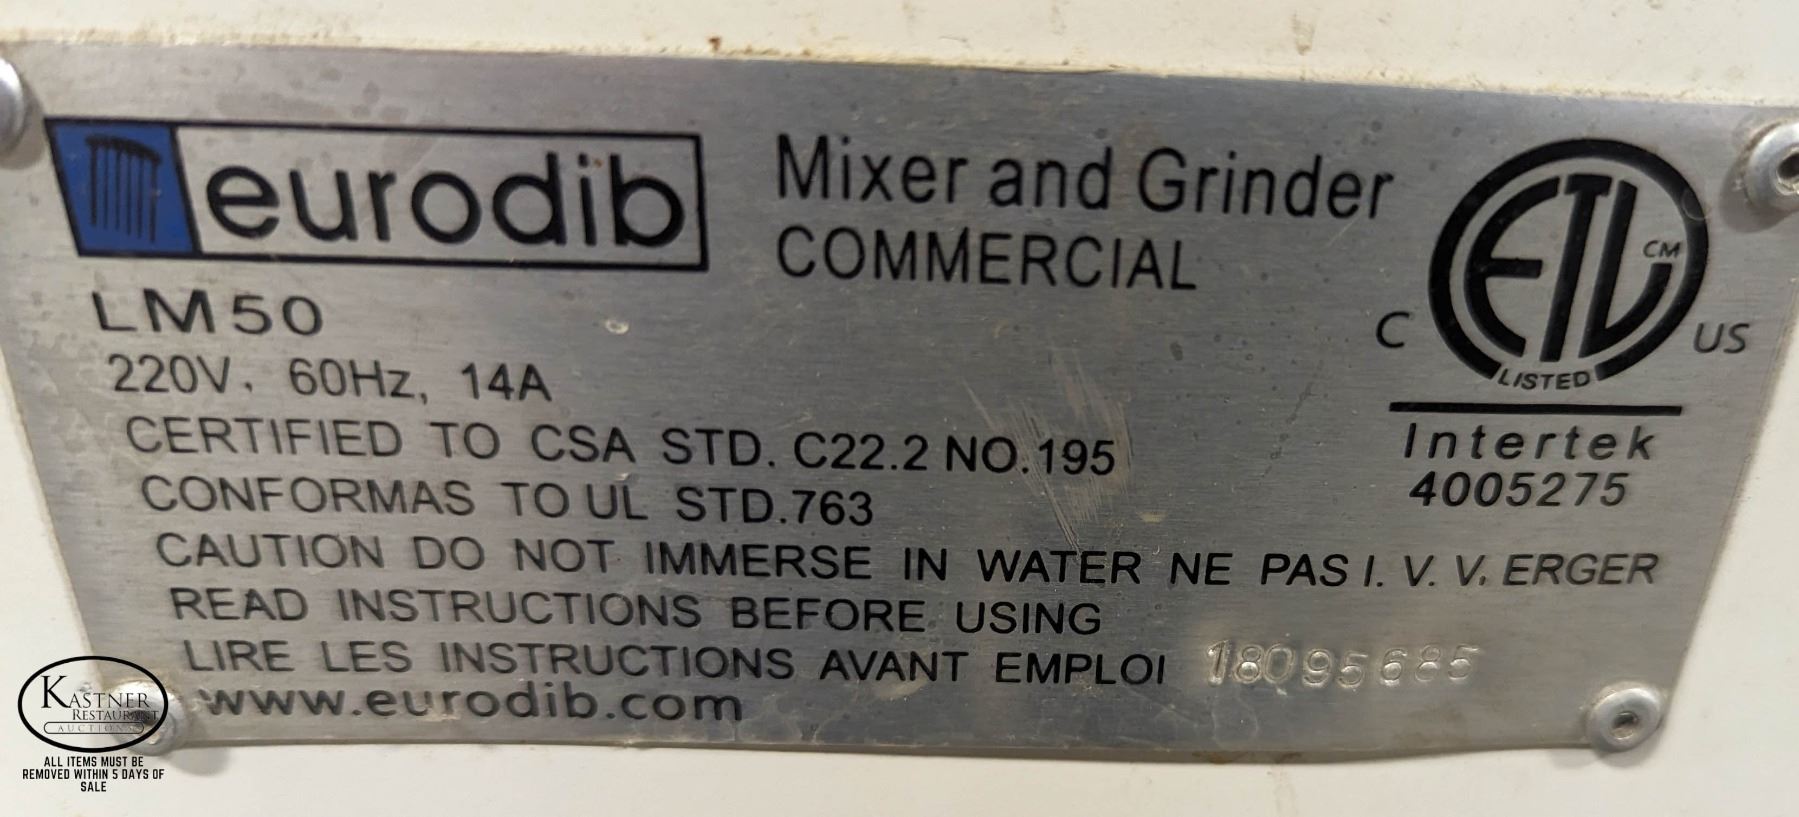 eurodib
Mixer and Grinder
COMMERCIAL
LM50
220V, 60Hz, 14A
CERTIFIED TO CSA STD. C22.2 NO.195
CONFORMAS TO UL STD.763
CAUTION DO NOT IMMERSE IN WATER NE PAS I. V. V. ERGER
READ INSTRUCTIONS BEFORE USING
LIRE LES INSTRUCTIONS AVANT EMPLOI 18095685
www.eurodib.com
ETL CM
C US
LISTED
Intertek
4005275
KASTNER
RESTAURANT
AUCTIONS
ALL ITEMS MUST BE
REMOVED WITHIN 5 DAYS OF
SALE